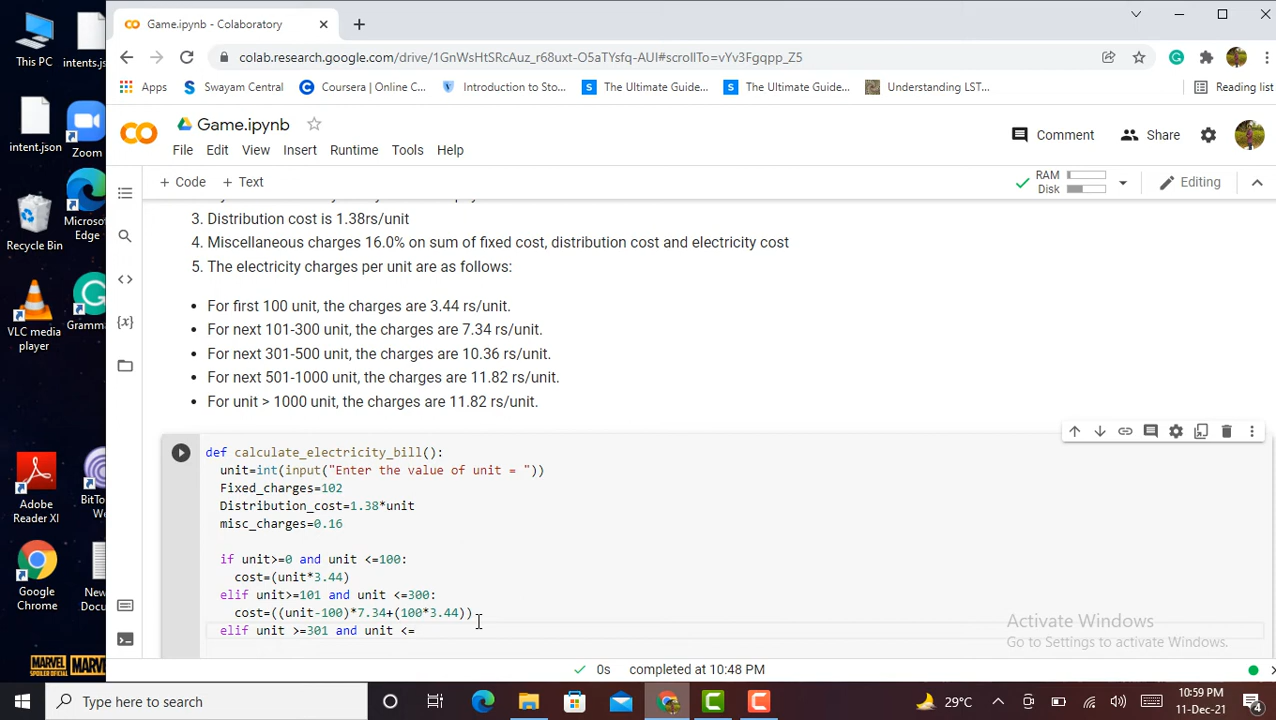 This PC
intents.js
intent.json
Zoom
Recycle Bin
Microsoft
Edge
VLC media
player
Gramma
Adobe
Reader XI
BitTo
We
Google
Chrome
New
Docu
MARVEL
Game.ipynb - Colaboratory
colab.research.google.com/drive/1GnWsHtSRcAuz_r68uxt-O5aTYsfq-AUI#scrollTo=vYv3Fgqpp_Z5
Apps
Swayam Central
Coursera | Online C...
Introduction to Sto...
The Ultimate Guide...
The Ultimate Guide...
Understanding LST...
Reading list
Game.ipynb
Comment
Share
File Edit View Insert Runtime Tools Help
+ Code + Text
RAM
Disk
Editing
3. Distribution cost is 1.38rs/unit
4. Miscellaneous charges 16.0% on sum of fixed cost, distribution cost and electricity cost
5. The electricity charges per unit are as follows:
• For first 100 unit, the charges are 3.44 rs/unit.
• For next 101-300 unit, the charges are 7.34 rs/unit.
• For next 301-500 unit, the charges are 10.36 rs/unit.
• For next 501-1000 unit, the charges are 11.82 rs/unit.
• For unit > 1000 unit, the charges are 11.82 rs/unit.
def calculate_electricity_bill():
unit=int(input("Enter the value of unit = "))
Fixed_charges=102
Distribution_cost=1.38*unit
misc_charges=0.16
if unit>=0 and unit <=100:
cost=(unit*3.44)
elif unit>=101 and unit <=300:
cost=((unit-100)*7.34+(100*3.44))
elif unit >=301 and unit <=
Activate Windows
Go to Settings to activate Windows.
0s completed at 10:48 PM
Type here to search
29°C
10:59 PM
11-Dec-21
4